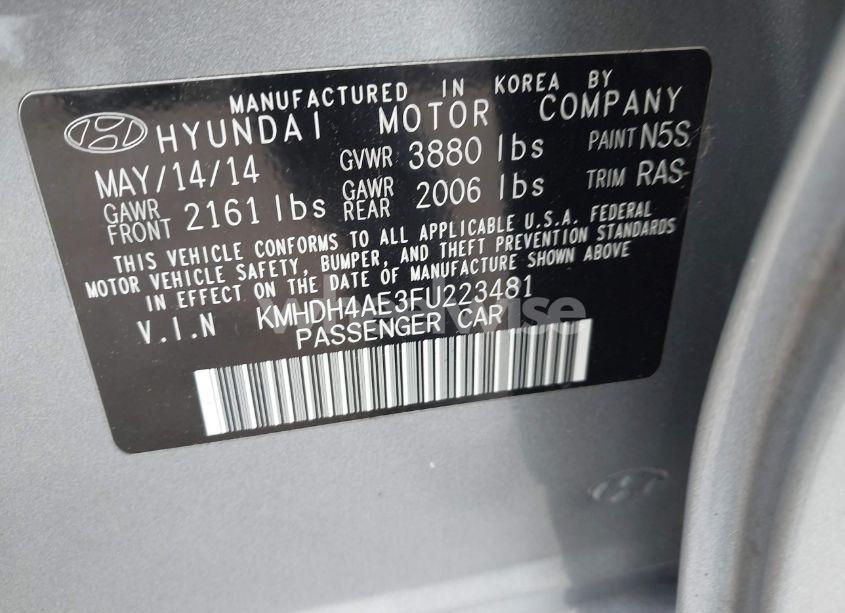 MANUFACTURED IN KOREA BY
HYUNDAI MOTOR COMPANY
MAY/14/14 GVWR 3880 lbs PAINT N5S
GAWR FRONT 2161 lbs GAWR REAR 2006 lbs TRIM RAS
THIS VEHICLE CONFORMS TO ALL APPLICABLE U.S.A. FEDERAL
MOTOR VEHICLE SAFETY, BUMPER, AND THEFT PREVENTION STANDARDS
IN EFFECT ON THE DATE OF MANUFACTURE SHOWN ABOVE
V.I.N KMHDH4AE3FU223481
PASSENGER CAR